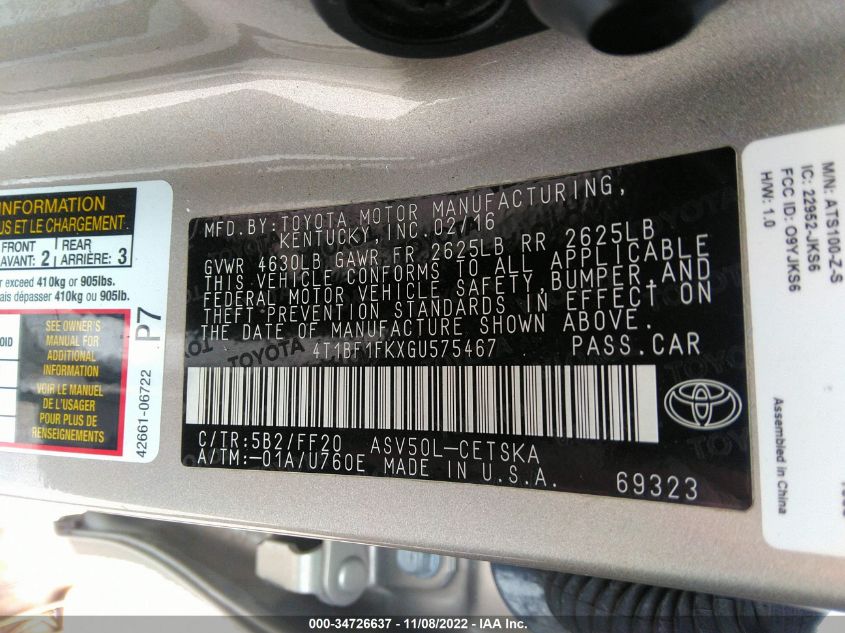 INFORMATION
US ET LE CHARGEMENT
FRONT
AVANT: 2
REAR
ARRIÈRE: 3
exceed 410kg or 905lbs.
ais dépasser 410kg ou 905lb.
SEE OWNER'S
MANUAL FOR
ADDITIONAL
INFORMATION
VOIR LE MANUEL
DE L'USAGER
POUR PLUS DE
RENSEIGNEMENTS
P7
42661-06722
MFD.BY:TOYOTA MOTOR MANUFACTURING,
KENTUCKY,INC.02/16
GVWR 4630LB GAWR FR 2625LB RR 2625LB
THIS VEHICLE CONFORMS TO ALL APPLICABLE
FEDERAL MOTOR VEHICLE SAFETY,BUMPER,AND
THEFT PREVENTION STANDARDS IN EFFECT ON
THE DATE OF MANUFACTURE SHOWN ABOVE.
4T1BF1FKXGU575467 PASS.CAR
C/TR:5B2/FF20 ASV50L-CETSKA
A/TM:-01A/U760E MADE IN U.S.A.
69323
M/N: ATS100-Z-S
IC: 22952-JKS6
FCC ID: O9YJKS6
H/W: 1.0
Assembled in China
000-34726637 - 11/08/2022 - IAA Inc.